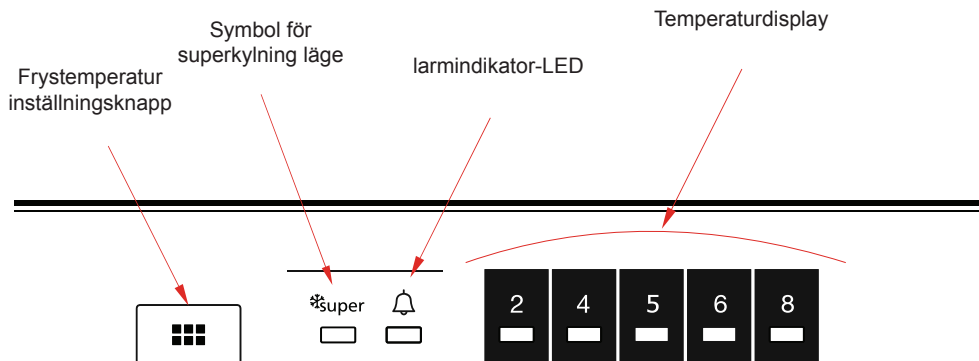 Temperaturdisplay
Symbol för
superkylning läge
larmindikator-LED
Frystemperatur
inställningsknapp
super
2 4 5 6 8